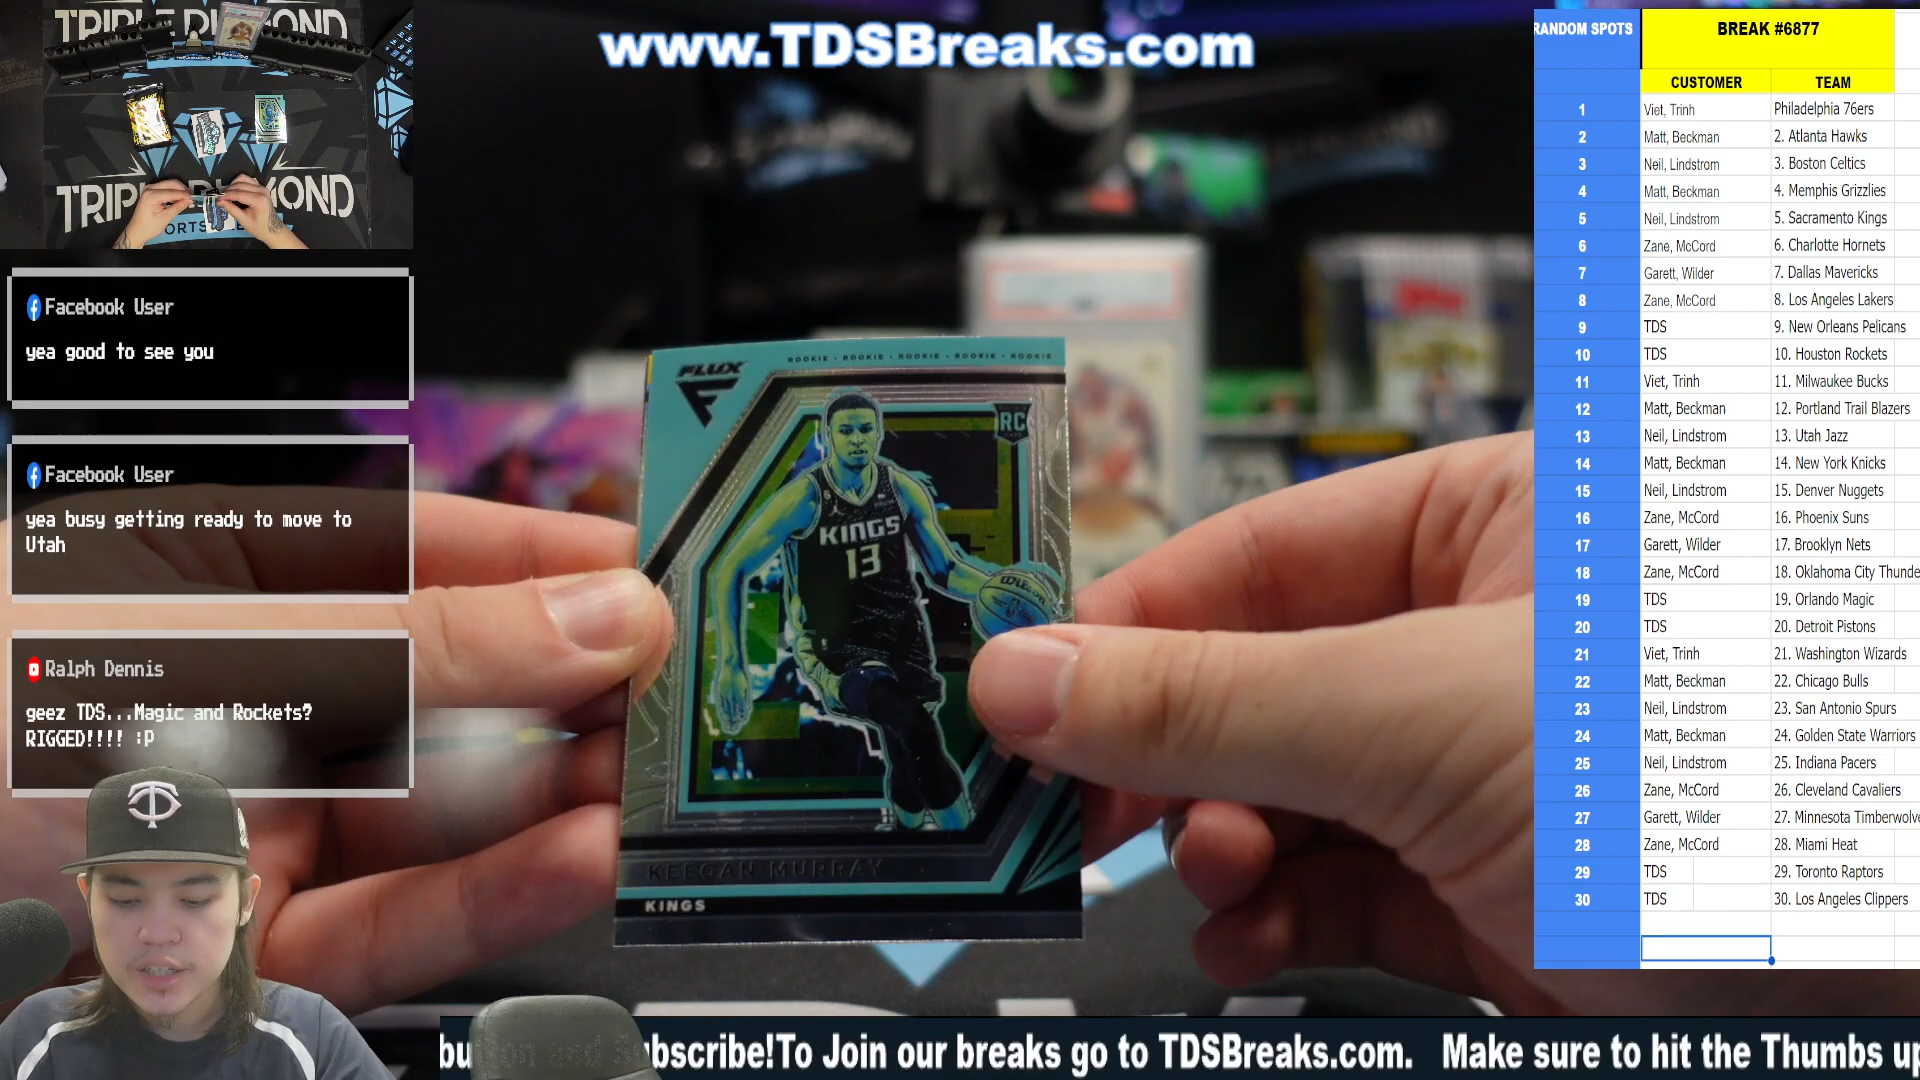 www.TDSBreaks.com
TRIPLE DIAMOND
TRIPLE DIAMOND
Facebook User
yea good to see you
Facebook User
yea busy getting ready to move to
Utah
Ralph Dennis
geez TDS...Magic and Rockets?
RIGGED!!!! :p
FLUX
ROOKIE · ROOKIE · ROOKIE · ROOKIE · ROOKIE
RC
KINGS
13
Wilson
KEEGAN MURRAY
KINGS
RANDOM SPOTS BREAK #6877
CUSTOMER TEAM
1 Viet, Trinh Philadelphia 76ers
2 Matt, Beckman 2. Atlanta Hawks
3 Neil, Lindstrom 3. Boston Celtics
4 Matt, Beckman 4. Memphis Grizzlies
5 Neil, Lindstrom 5. Sacramento Kings
6 Zane, McCord 6. Charlotte Hornets
7 Garett, Wilder 7. Dallas Mavericks
8 Zane, McCord 8. Los Angeles Lakers
9 TDS 9. New Orleans Pelicans
10 TDS 10. Houston Rockets
11 Viet, Trinh 11. Milwaukee Bucks
12 Matt, Beckman 12. Portland Trail Blazers
13 Neil, Lindstrom 13. Utah Jazz
14 Matt, Beckman 14. New York Knicks
15 Neil, Lindstrom 15. Denver Nuggets
16 Zane, McCord 16. Phoenix Suns
17 Garett, Wilder 17. Brooklyn Nets
18 Zane, McCord 18. Oklahoma City Thunde
19 TDS 19. Orlando Magic
20 TDS 20. Detroit Pistons
21 Viet, Trinh 21. Washington Wizards
22 Matt, Beckman 22. Chicago Bulls
23 Neil, Lindstrom 23. San Antonio Spurs
24 Matt, Beckman 24. Golden State Warriors
25 Neil, Lindstrom 25. Indiana Pacers
26 Zane, McCord 26. Cleveland Cavaliers
27 Garett, Wilder 27. Minnesota Timberwolve
28 Zane, McCord 28. Miami Heat
29 TDS 29. Toronto Raptors
30 TDS 30. Los Angeles Clippers
TC
and Subscribe!To Join our breaks go to TDSBreaks.com. Make sure to hit the Thumbs up